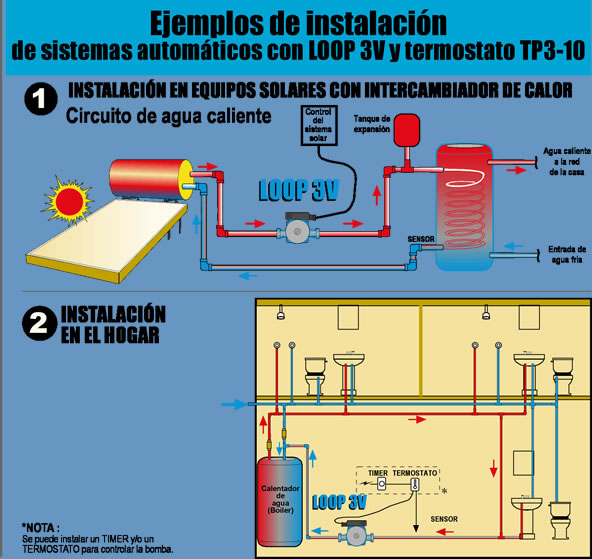 Ejemplos de instalación
de sistemas automáticos con LOOP 3V y termostato TP3-10
1 INSTALACIÓN EN EQUIPOS SOLARES CON INTERCAMBIADOR DE CALOR
Circuito de agua caliente
Control
del
sistema
solar
Tanque de
expansión
Agua caliente
a la red
de la casa
LOOP 3V
SENSOR
Entrada de
agua fria
2 INSTALACIÓN
EN EL HOGAR
Calentador
de
agua
(Boiler)
TIMER TERMOSTATO
*
LOOP 3V
SENSOR
*NOTA :
Se puede instalar un TIMER y/o un
TERMOSTATO para controlar la bomba.